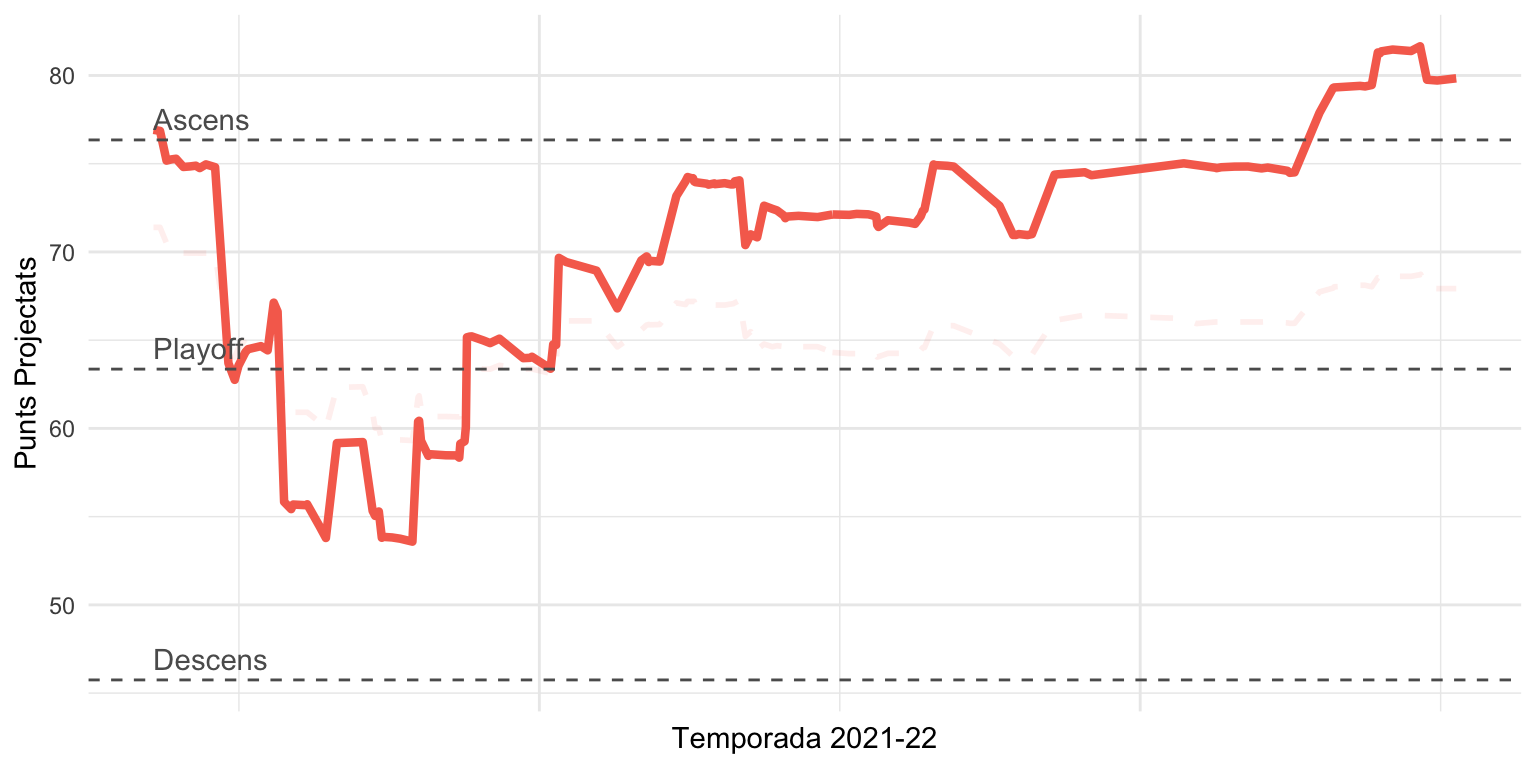 80
Ascens
70
Playoff
60
50
Descens
Punts Projectats
Temporada 2021-22